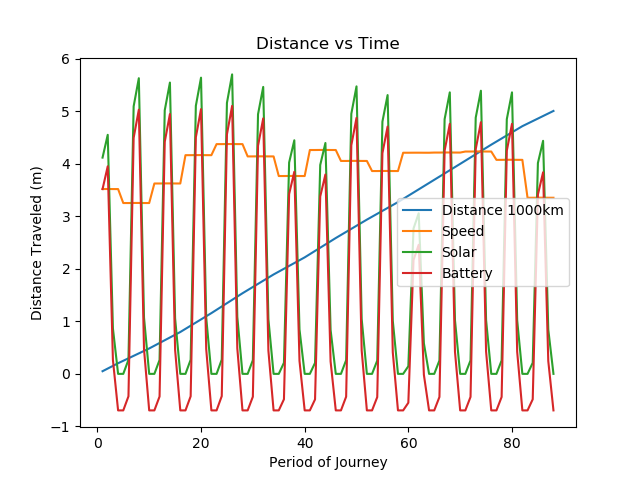 Distance vs Time
Distance Traveled (m)
6
5
4
3
2
1
0
−1
Distance 1000km
Speed
Solar
Battery
0 20 40 60 80
Period of Journey